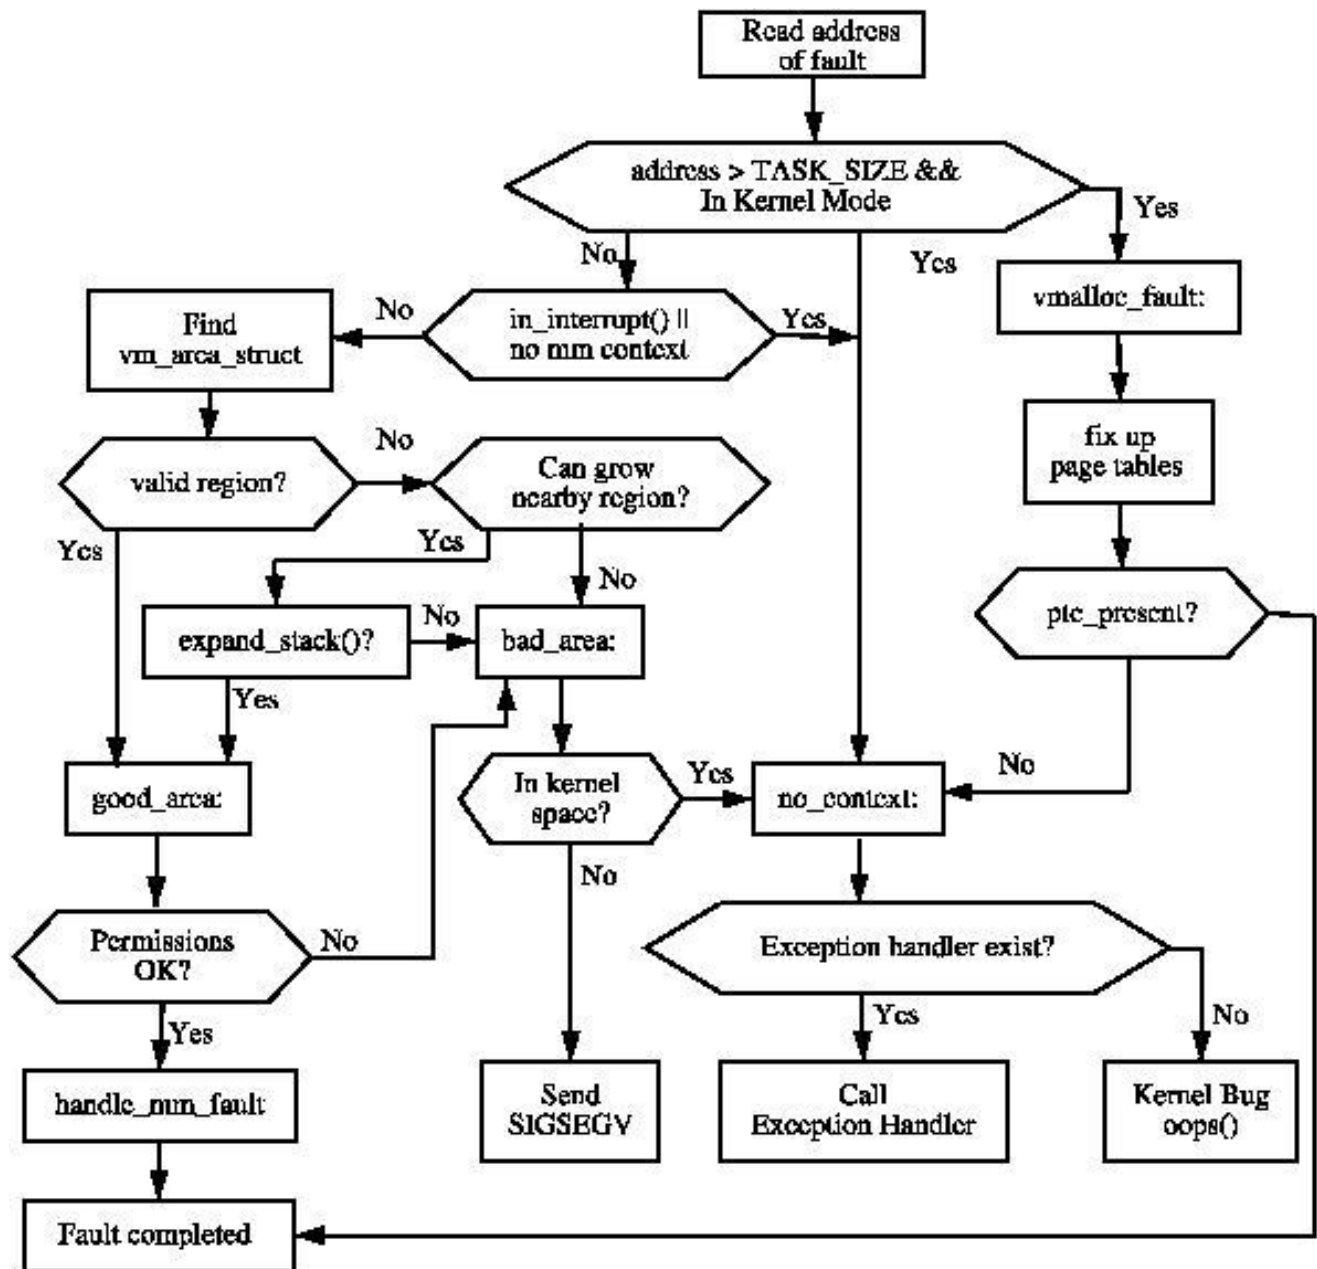 Read address
of fault
address > TASK_SIZE &&
In Kernel Mode
Yes
No
Yes
vmalloc_fault:
Find
vm_area_struct
No
in_interrupt() ||
no mm context
Yes
fix up
page tables
valid region?
No
Can grow
nearby region?
Yes
Yes
No
expand_stack()?
No
bad_area:
pte_present?
Yes
good_area:
In kernel
space?
Yes
no_context:
No
No
Permissions
OK?
No
Exception handler exist?
Yes
Yes
No
handle_mm_fault
Send
SIGSEGV
Call
Exception Handler
Kernel Bug
oops()
Fault completed